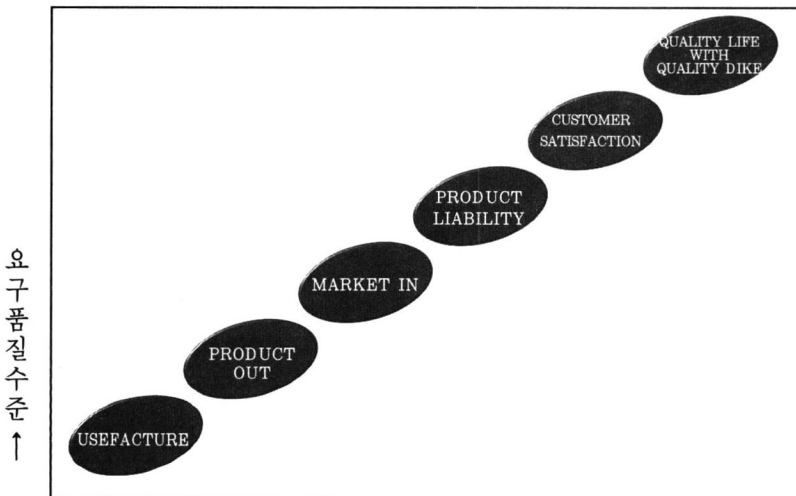 QUALITY LIFE
WITH
QUALITY DIKE
CUSTOMER
SATISFACTION
PRODUCT
LIABILITY
MARKET IN
PRODUCT
OUT
USEFACTURE
요구품질수준 ↑